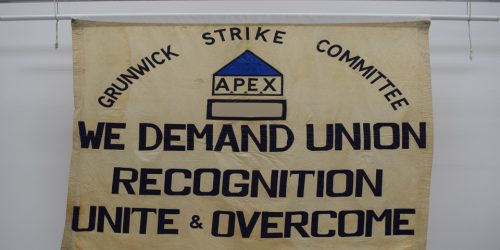 GRUNWICK STRIKE COMMITTEE
APEX
WE DEMAND UNION
RECOGNITION
UNITE & OVERCOME